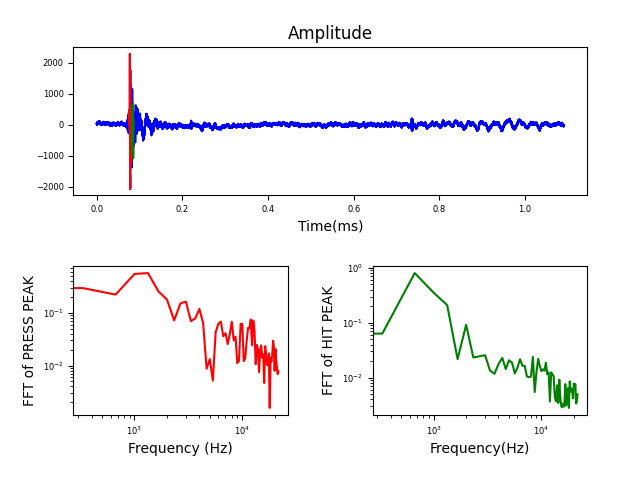 Amplitude
2000
1000
0
−1000
−2000
0.0 0.2 0.4 0.6 0.8 1.0
Time(ms)
FFT of PRESS PEAK
10⁻¹
10⁻²
10³ 10⁴
Frequency (Hz)
FFT of HIT PEAK
10⁰
10⁻¹
10⁻²
10³ 10⁴
Frequency(Hz)